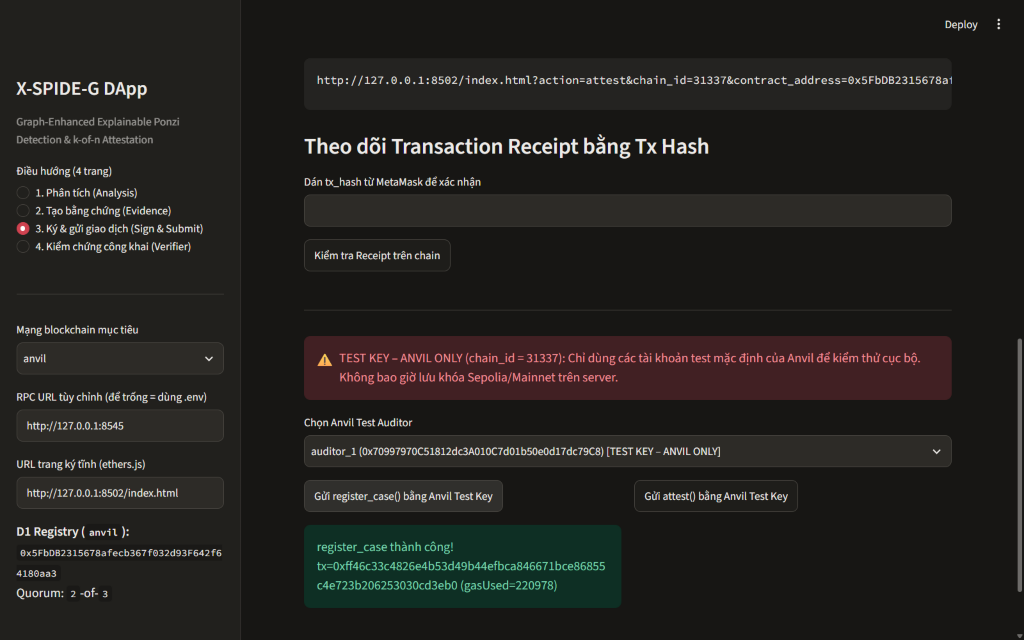 Deploy
X-SPIDE-G DApp
Graph-Enhanced Explainable Ponzi
Detection & k-of-n Attestation
Điều hướng (4 trang)
1. Phân tích (Analysis)
2. Tạo bằng chứng (Evidence)
3. Ký & gửi giao dịch (Sign & Submit)
4. Kiểm chứng công khai (Verifier)
Mạng blockchain mục tiêu
anvil
RPC URL tùy chỉnh (để trống = dùng .env)
http://127.0.0.1:8545
URL trang ký tĩnh (ethers.js)
http://127.0.0.1:8502/index.html
D1 Registry ( anvil ):
0x5FbDB2315678afecb367f032d93F642f6
4180aa3
Quorum: 2 -of- 3
http://127.0.0.1:8502/index.html?action=attest&chain_id=31337&contract_address=0x5FbDB2315678af
Theo dõi Transaction Receipt bằng Tx Hash
Dán tx_hash từ MetaMask để xác nhận
Kiểm tra Receipt trên chain
TEST KEY – ANVIL ONLY (chain_id = 31337): Chỉ dùng các tài khoản test mặc định của Anvil để kiểm thử cục bộ.
Không bao giờ lưu khóa Sepolia/Mainnet trên server.
Chọn Anvil Test Auditor
auditor_1 (0x70997970C51812dc3A010C7d01b50e0d17dc79C8) [TEST KEY – ANVIL ONLY]
Gửi register_case() bằng Anvil Test Key
Gửi attest() bằng Anvil Test Key
register_case thành công!
tx=0xff46c33c4826e4b53d49b44efbca846671bce86855
c4e723b206253030cd3eb0 (gasUsed=220978)